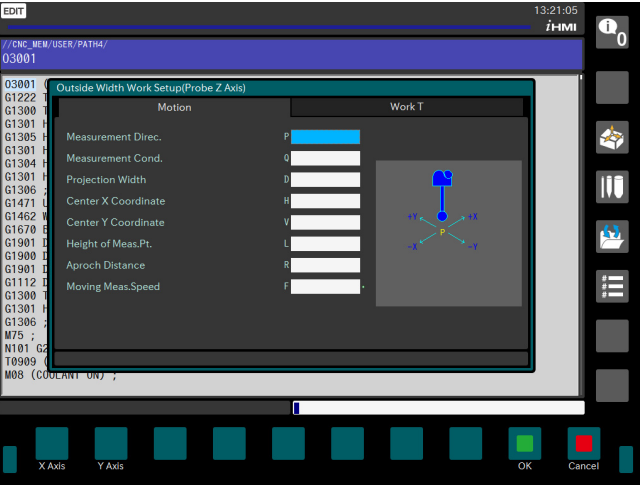 EDIT
13:21:05
iHMI
0
//CNC_MEM/USER/PATH4/
O3001
O3001 (
G1222 T
G1300 T
G1301 H
G1305 H
G1301 H
G1304 H
G1301 H
G1306 ;
G1471 U
G1462 W
G1670 B
G1901 D
G1900 D
G1901 D
G1112 D
G1300 T
G1301 H
G1306 ;
M75 ;
N101 G2
T0909 (
M08 (COOLANT ON) ;
Outside Width Work Setup(Probe Z Axis)
Motion
Work T
Measurement Direc. P
Measurement Cond. Q
Projection Width D
Center X Coordinate H
Center Y Coordinate V
Height of Meas.Pt. L
Aproch Distance R
Moving Meas.Speed F .
+Y +X
P
-X -Y
X Axis
Y Axis
OK
Cancel